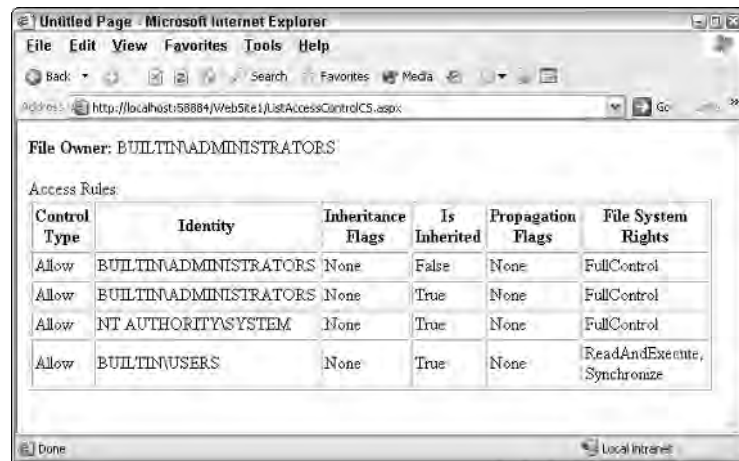 Untitled Page - Microsoft Internet Explorer
File Edit View Favorites Tools Help
Back Search Favorites Media
Address http://localhost:58884/WebSite1/ListAccessControlCS.aspx Go
File Owner: BUILTIN\ADMINISTRATORS
Access Rules:
Control Type Identity Inheritance Flags Is Inherited Propagation Flags File System Rights
Allow BUILTIN\ADMINISTRATORS None False None FullControl
Allow BUILTIN\ADMINISTRATORS None True None FullControl
Allow NT AUTHORITY\SYSTEM None True None FullControl
Allow BUILTIN\USERS None True None ReadAndExecute, Synchronize
Done Local intranet